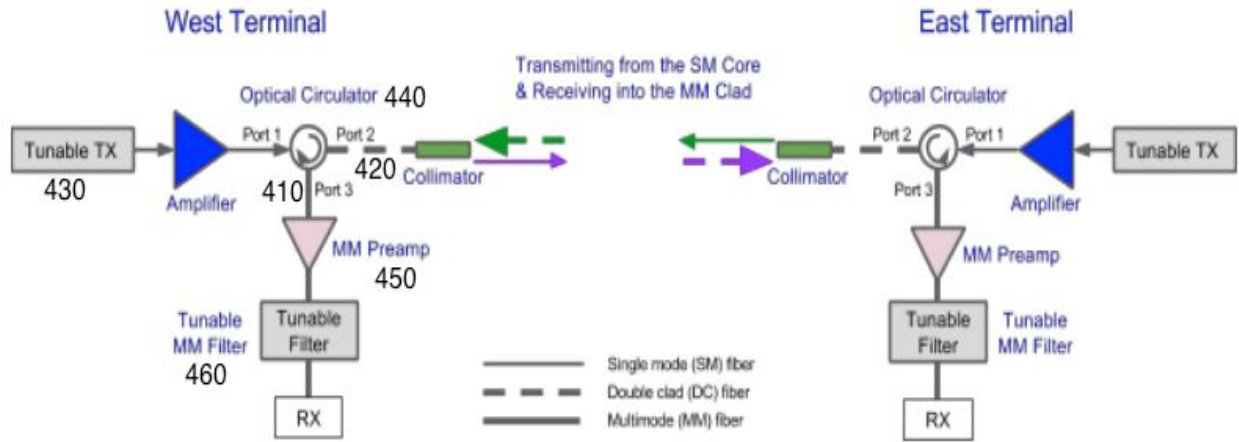 West Terminal
East Terminal
Transmitting from the SM Core
& Receiving into the MM Clad
Optical Circulator 440
Optical Circulator
Tunable TX
Port 1
Port 2
Port 2
Port 1
Tunable TX
430
420
410
Port 3
Collimator
Collimator
Port 3
Amplifier
Amplifier
MM Preamp
450
MM Preamp
Tunable
MM Filter
460
Tunable
Filter
Tunable
Filter
Tunable
MM Filter
Single mode (SM) fiber
Double clad (DC) fiber
Multimode (MM) fiber
RX
RX